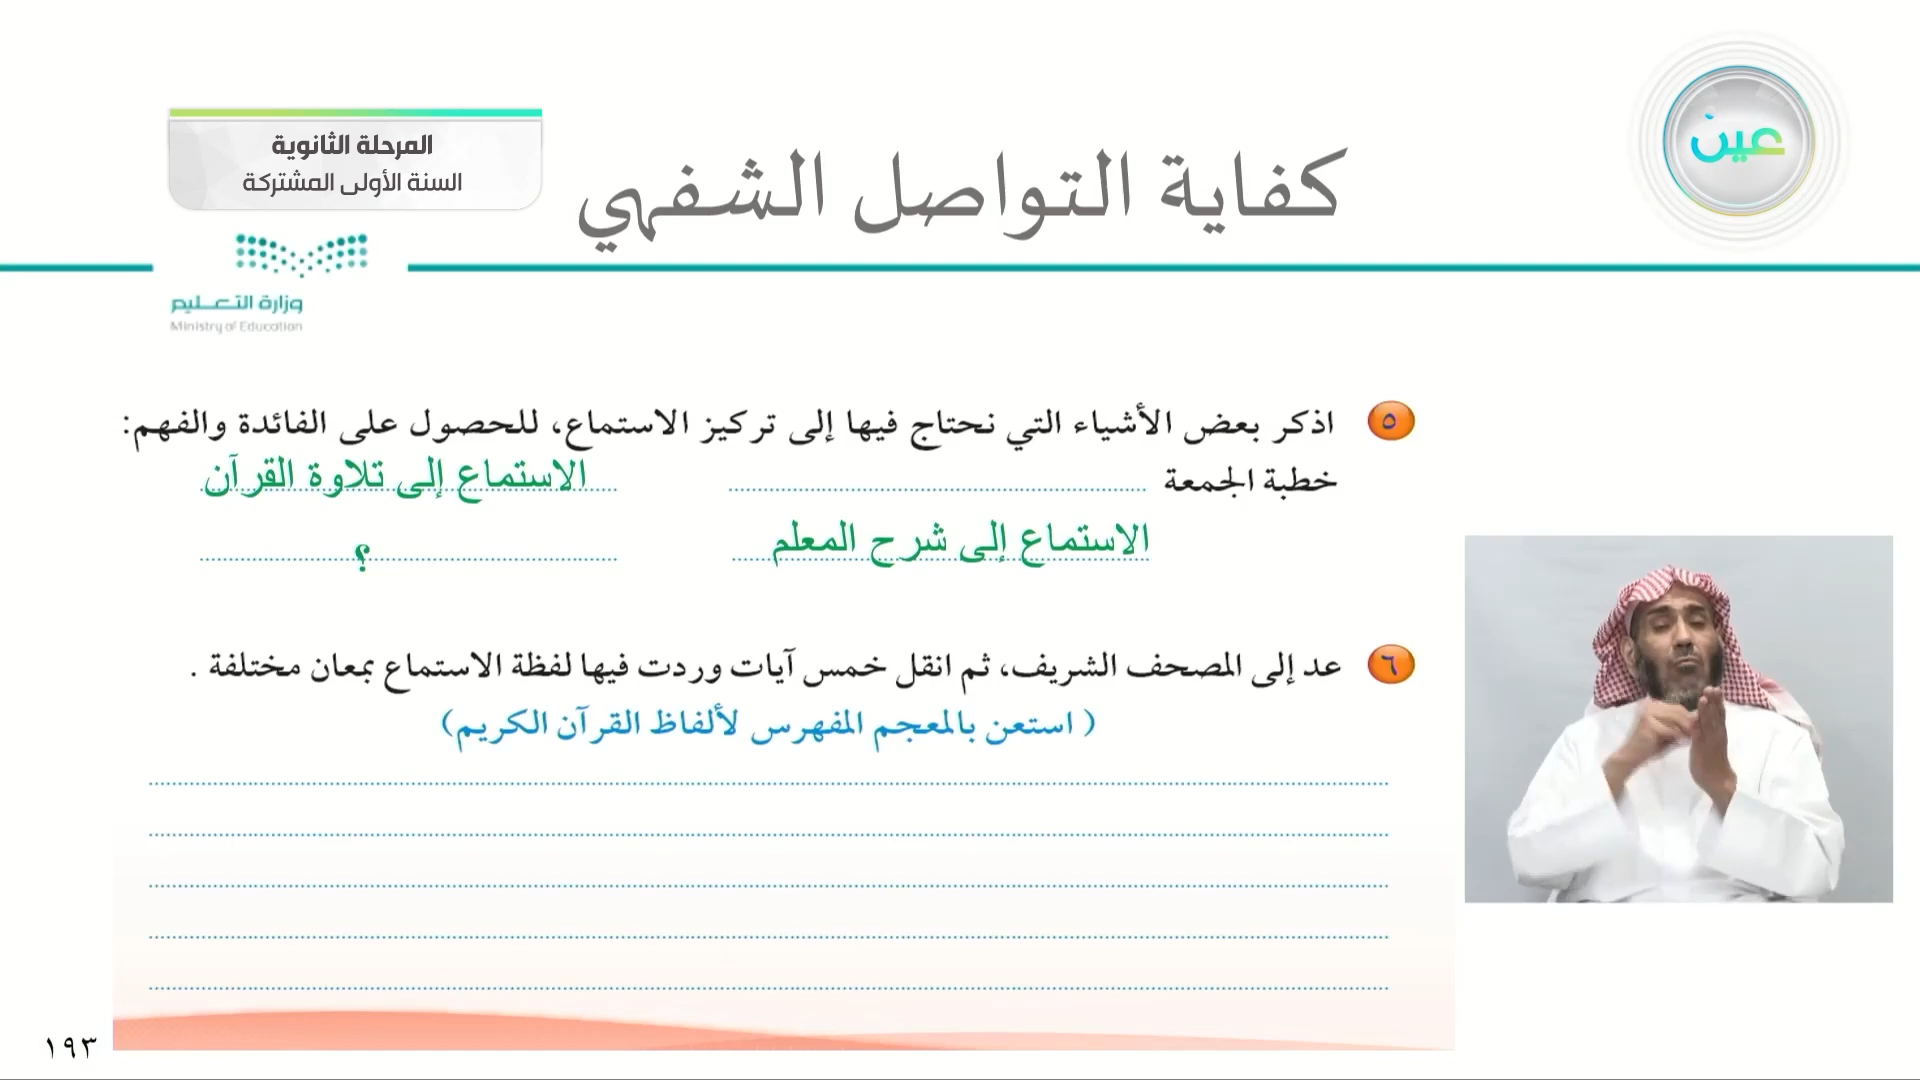 عين
المرحلة الثانوية
السنة الأولى المشتركة
كفاية التواصل الشفهي
وزارة التعليم
Ministry of Education
٥ اذكر بعض الأشياء التي نحتاج فيها إلى تركيز الاستماع، للحصول على الفائدة والفهم:
خطبة الجمعة الاستماع إلى تلاوة القرآن
الاستماع إلى شرح المعلم ؟
٦ عد إلى المصحف الشريف، ثم انقل خمس آيات وردت فيها لفظة الاستماع بمعان مختلفة .
( استعن بالمعجم المفهرس لألفاظ القرآن الكريم)
١٩٣